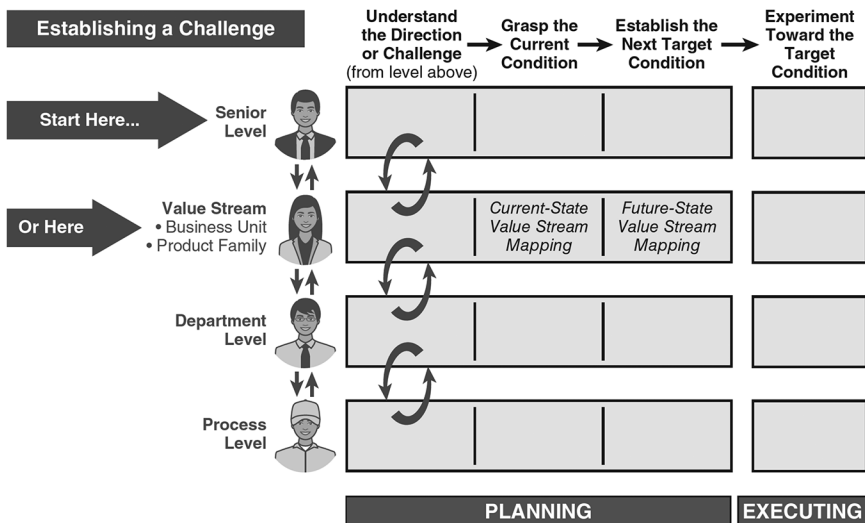 Establishing a Challenge
Understand
the Direction
or Challenge
(from level above)
Grasp the
Current
Condition
Establish the
Next Target
Condition
Experiment
Toward the
Target
Condition
Start Here...
Senior
Level
Or Here
Value Stream
• Business Unit
• Product Family
Current-State
Value Stream
Mapping
Future-State
Value Stream
Mapping
Department
Level
Process
Level
PLANNING
EXECUTING